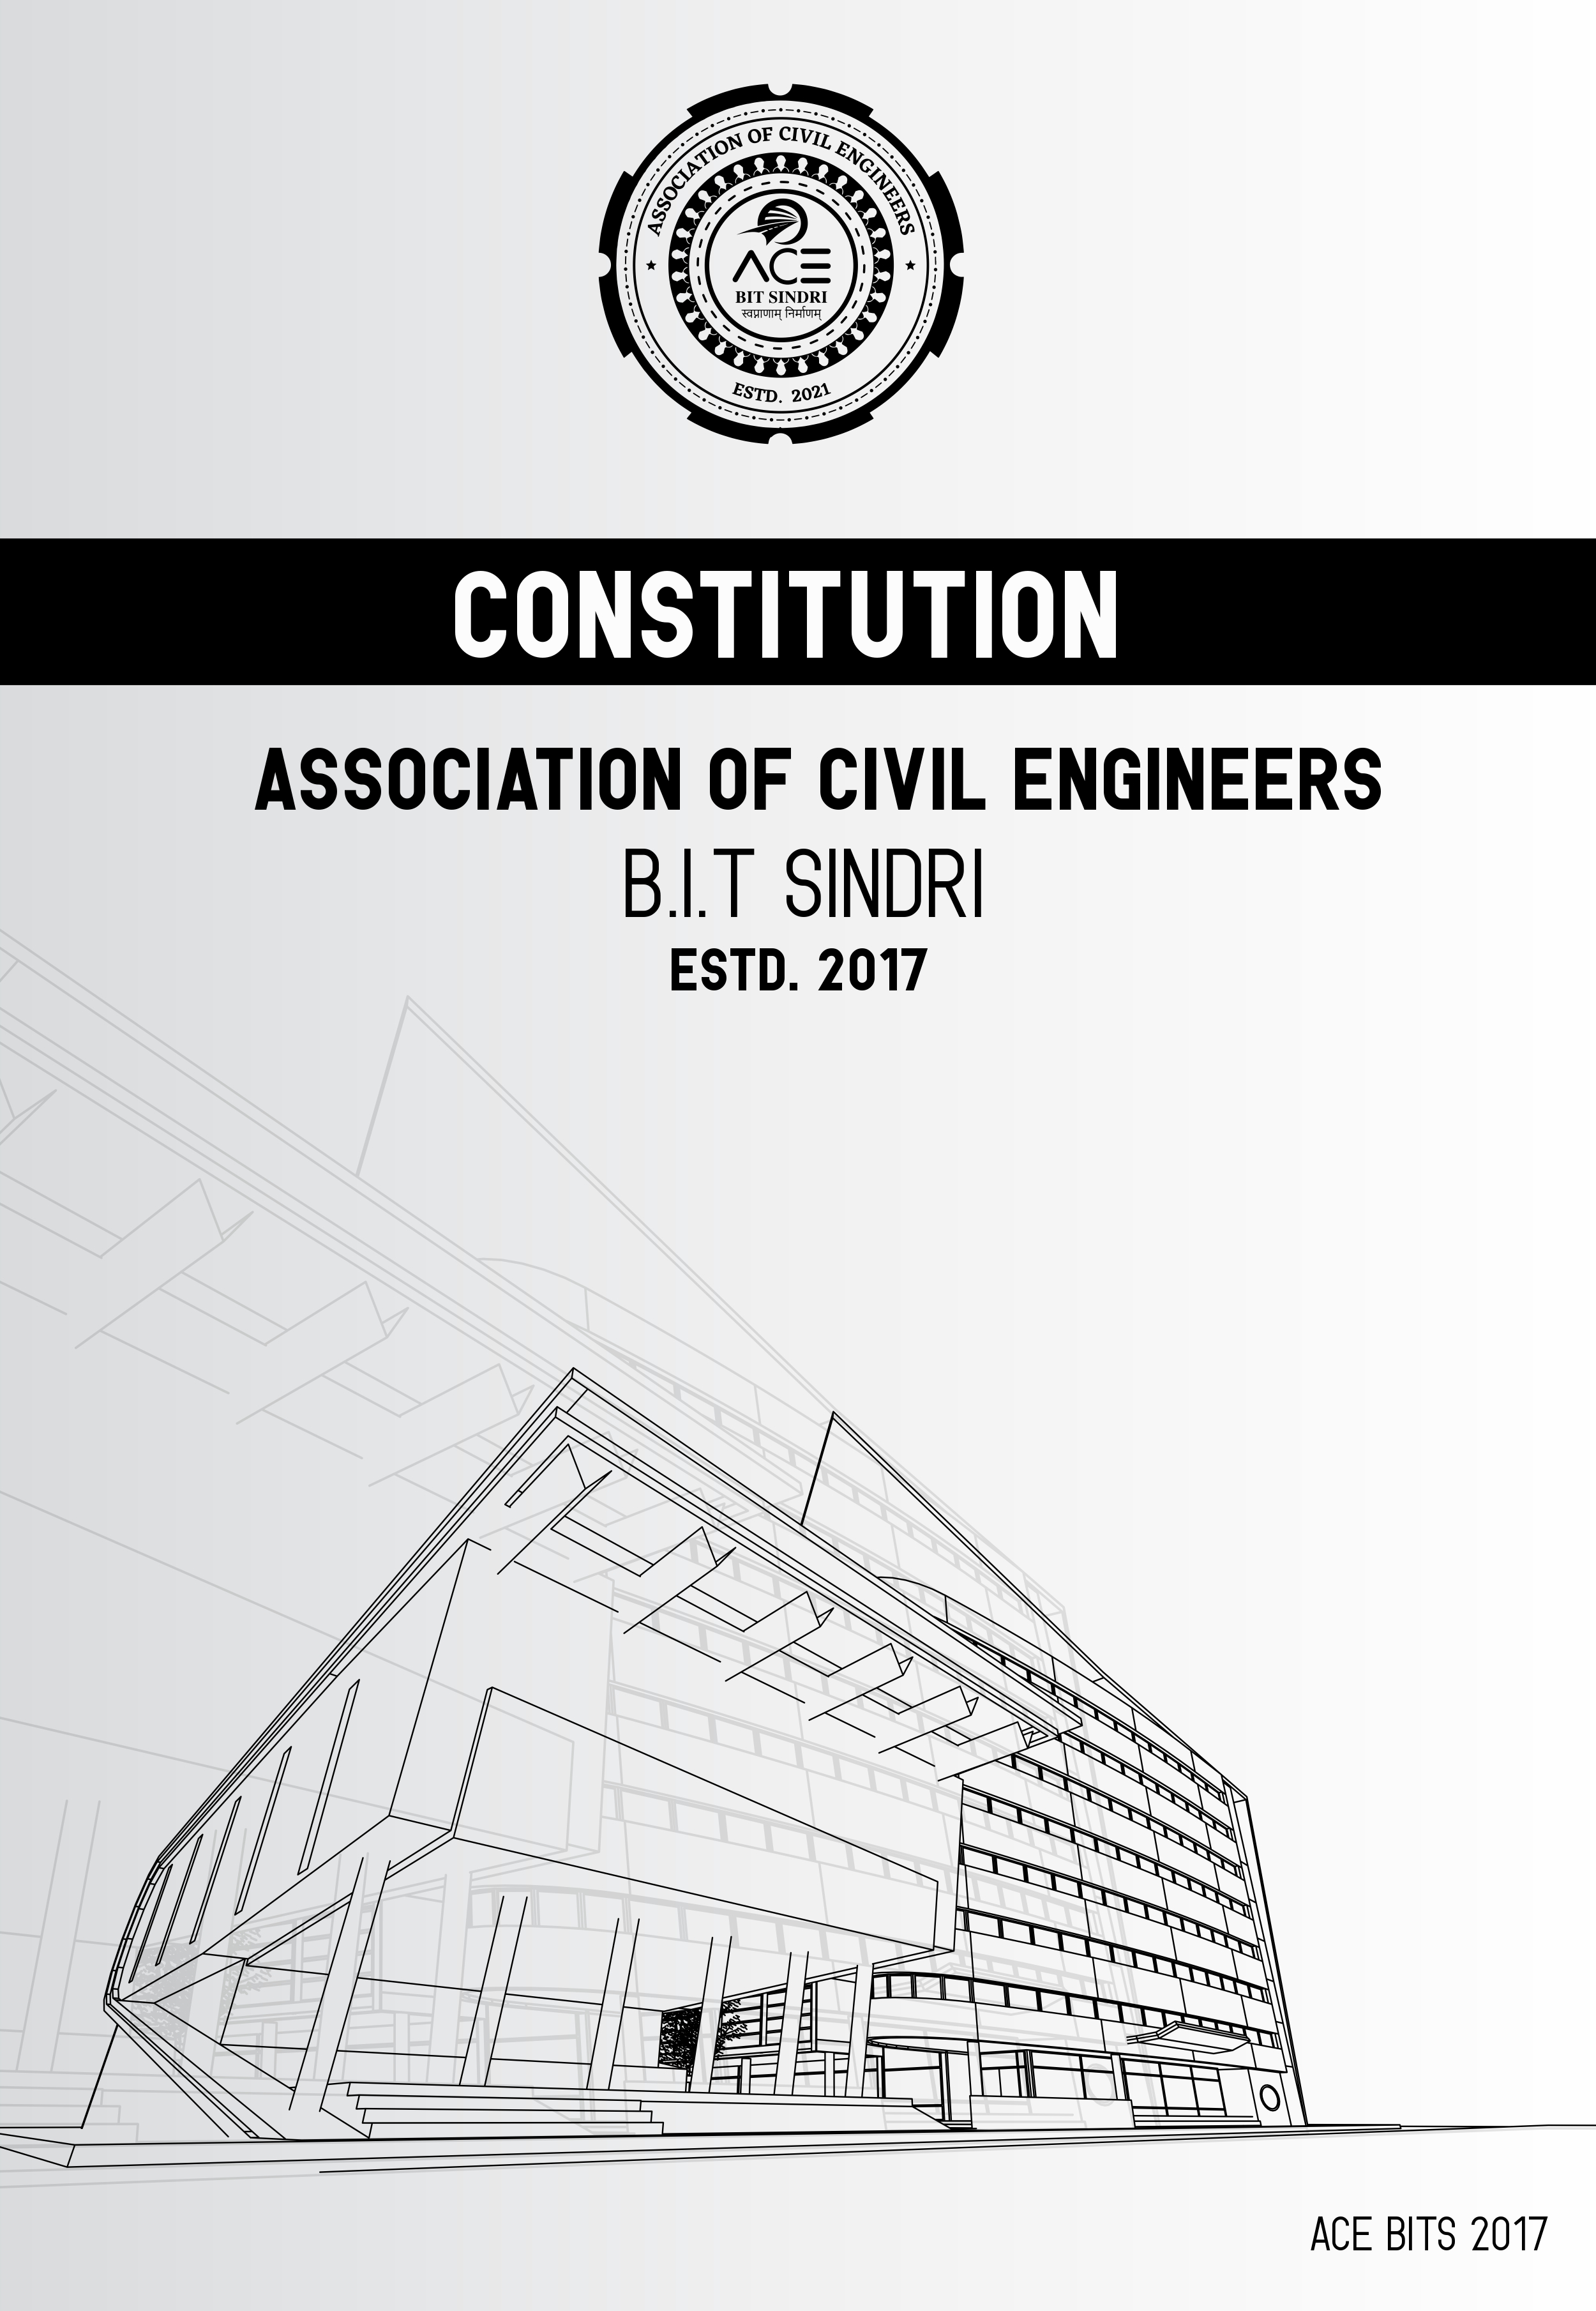 ASSOCIATION OF CIVIL ENGINEERS
ACE
BIT SINDRI
स्वप्नाणाम् निर्माणम्
ESTD. 2021
CONSTITUTION
ASSOCIATION OF CIVIL ENGINEERS
B.I.T SINDRI
ESTD. 2017
ACE BITS 2017